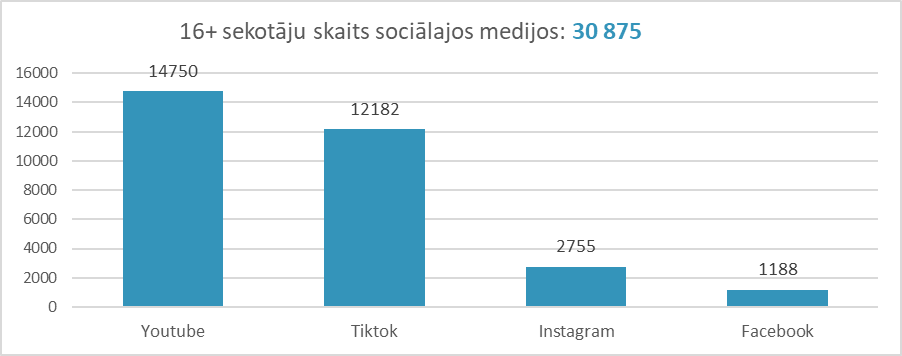 16+ sekotāju skaits sociālajos medijos: 30 875
16000
14000
12000
10000
8000
6000
4000
2000
0
14750
12182
2755
1188
Youtube
Tiktok
Instagram
Facebook